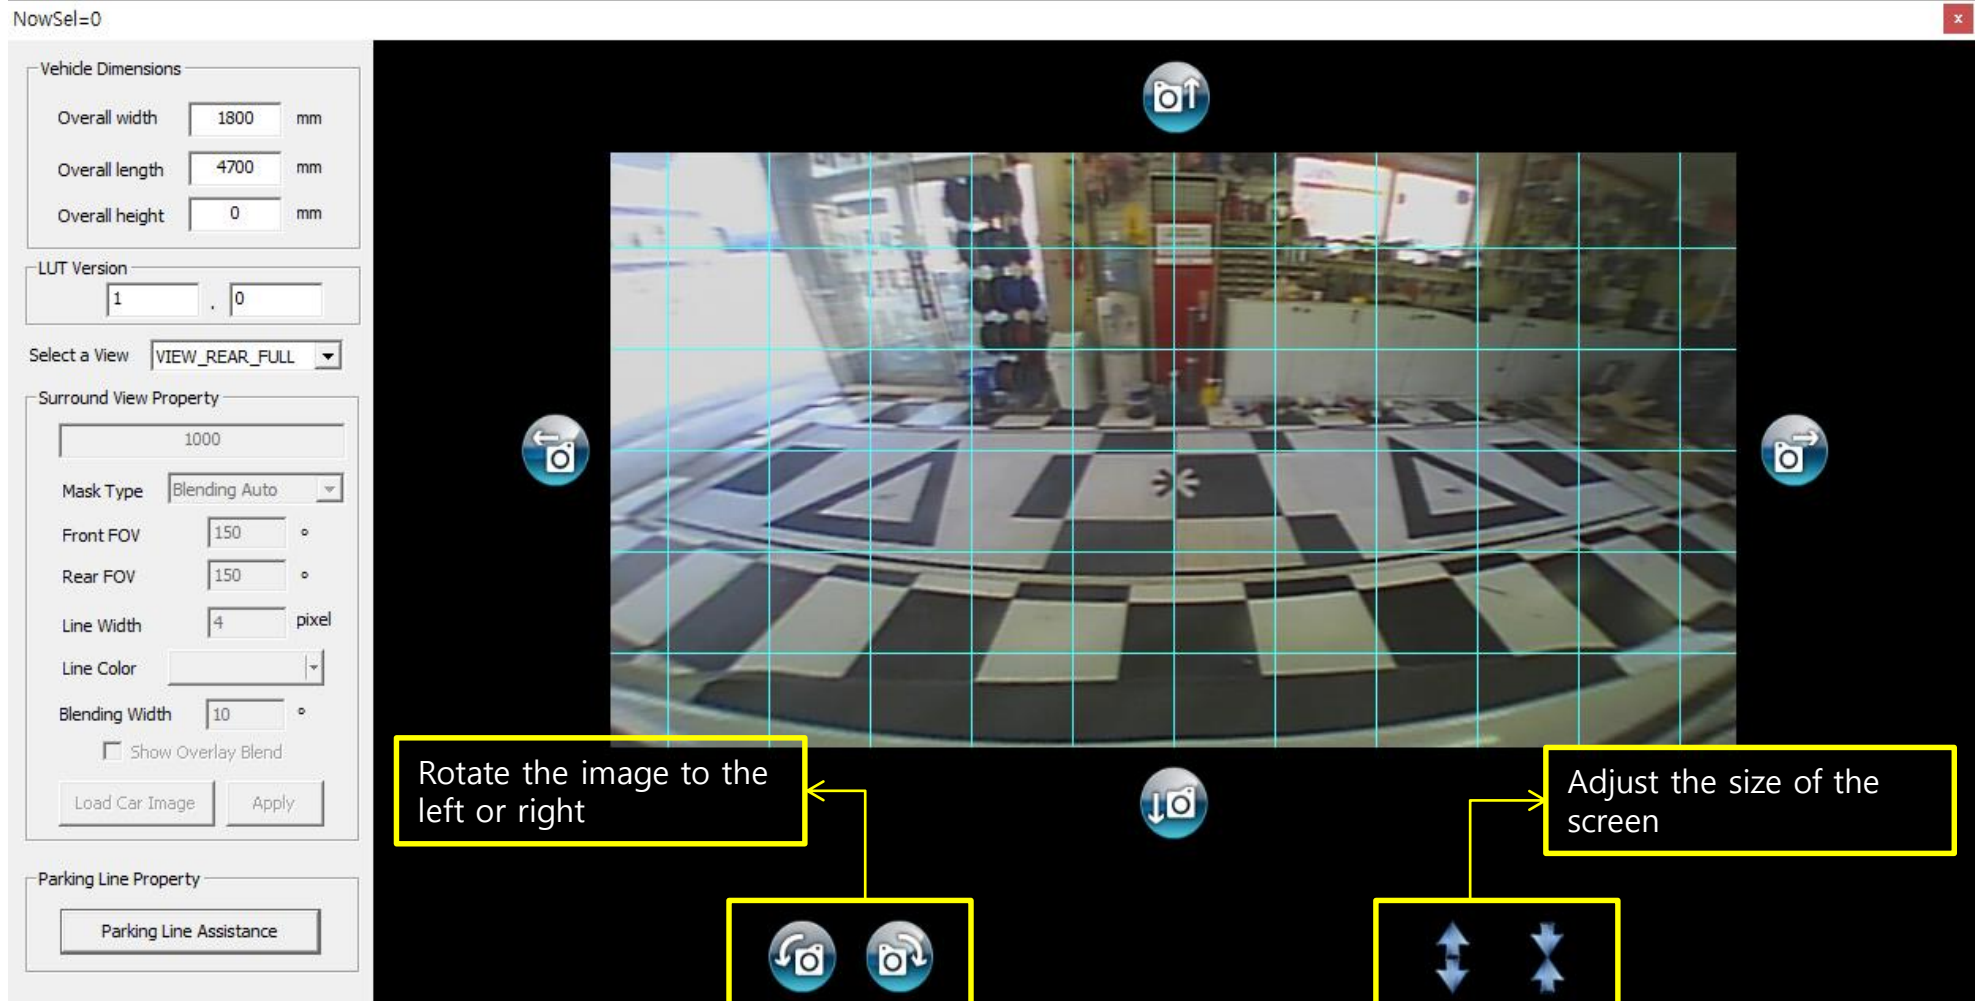 NowSel=0
x
Vehicle Dimensions
Overall width 1800 mm
Overall length 4700 mm
Overall height 0 mm
LUT Version
1 . 0
Select a View VIEW_REAR_FULL
Surround View Property
1000
Mask Type Blending Auto
Front FOV 150 °
Rear FOV 150 °
Line Width 4 pixel
Line Color
Blending Width 10 °
Show Overlay Blend
Load Car Image Apply
Parking Line Property
Parking Line Assistance
Rotate the image to the
left or right
Adjust the size of the
screen